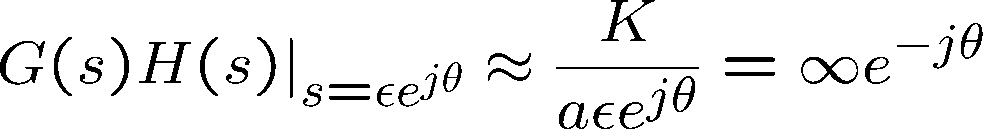 $G(s)H(s)|_{s=\epsilon e^{j\theta}} \approx \frac{K}{a\epsilon e^{j\theta}} = \infty e^{-j\theta}$